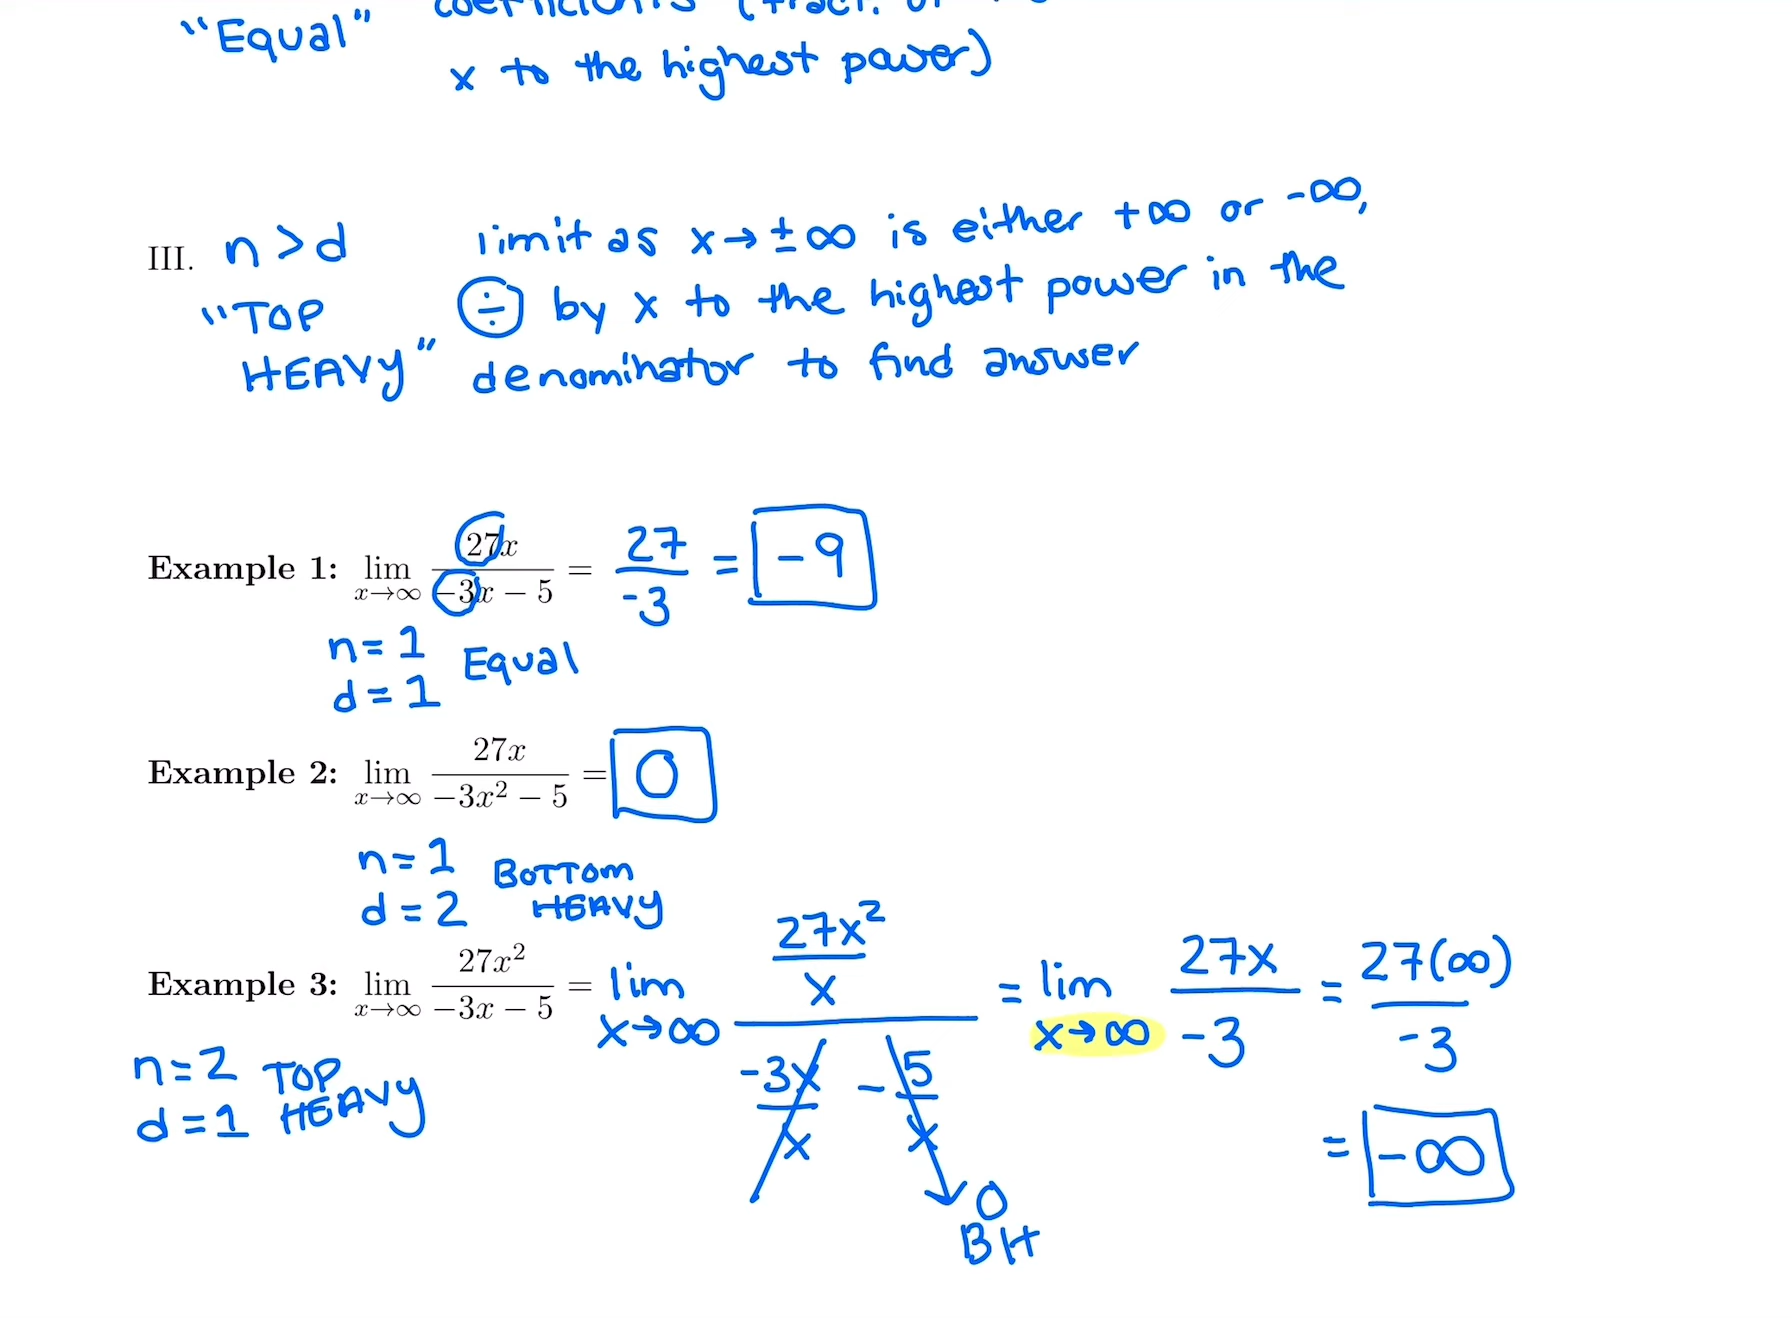 "Equal"
x to the highest power)
III. n > d limit as x→±∞ is either +∞ or -∞,
"TOP ÷ by x to the highest power in the
HEAVY" denominator to find answer
Example 1: lim x→∞ 27x / (−3x − 5) = 27/-3 = -9
n = 1
Equal
d = 1
Example 2: lim x→∞ 27x / (−3x² − 5) = 0
n = 1 BOTTOM
d = 2 HEAVY
Example 3: lim x→∞ 27x² / (−3x − 5) = lim x→∞ (27x²/x) / (-3x/x - 5/x) = lim x→∞ 27x/-3 = 27(∞)/-3
n = 2 TOP
d = 1 HEAVY
= -∞
0
BH